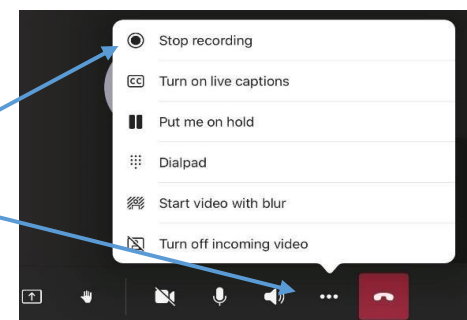 Stop recording
CC Turn on live captions
Put me on hold
Dialpad
Start video with blur
Turn off incoming video